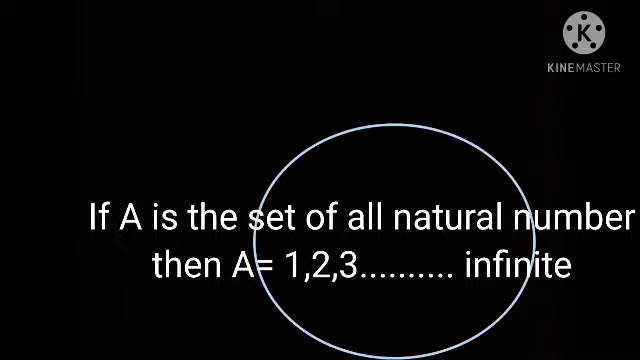 K
KINEMASTER
If A is the set of all natural number
then A= 1,2,3.......... infinite